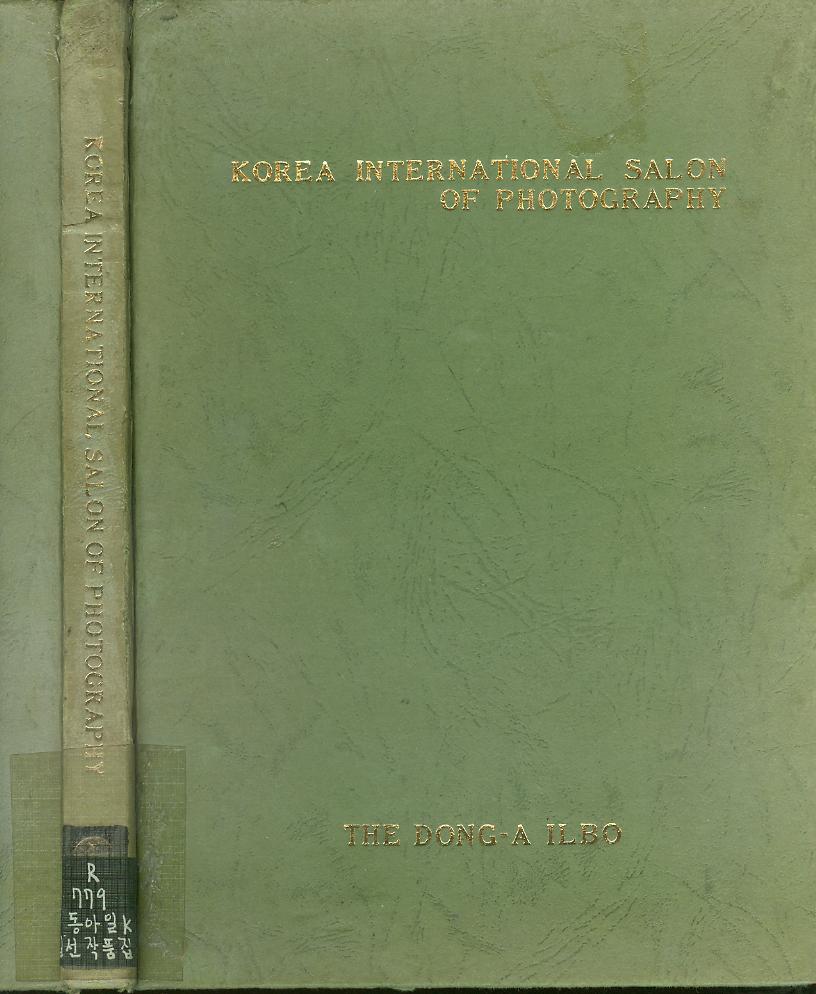 KOREA INTERNATIONAL SALON
OF PHOTOGRAPHY
THE DONG-A ILBO
KOREA INTERNATIONAL SALON OF PHOTOGRAPHY
R
779
동아일K
작품집